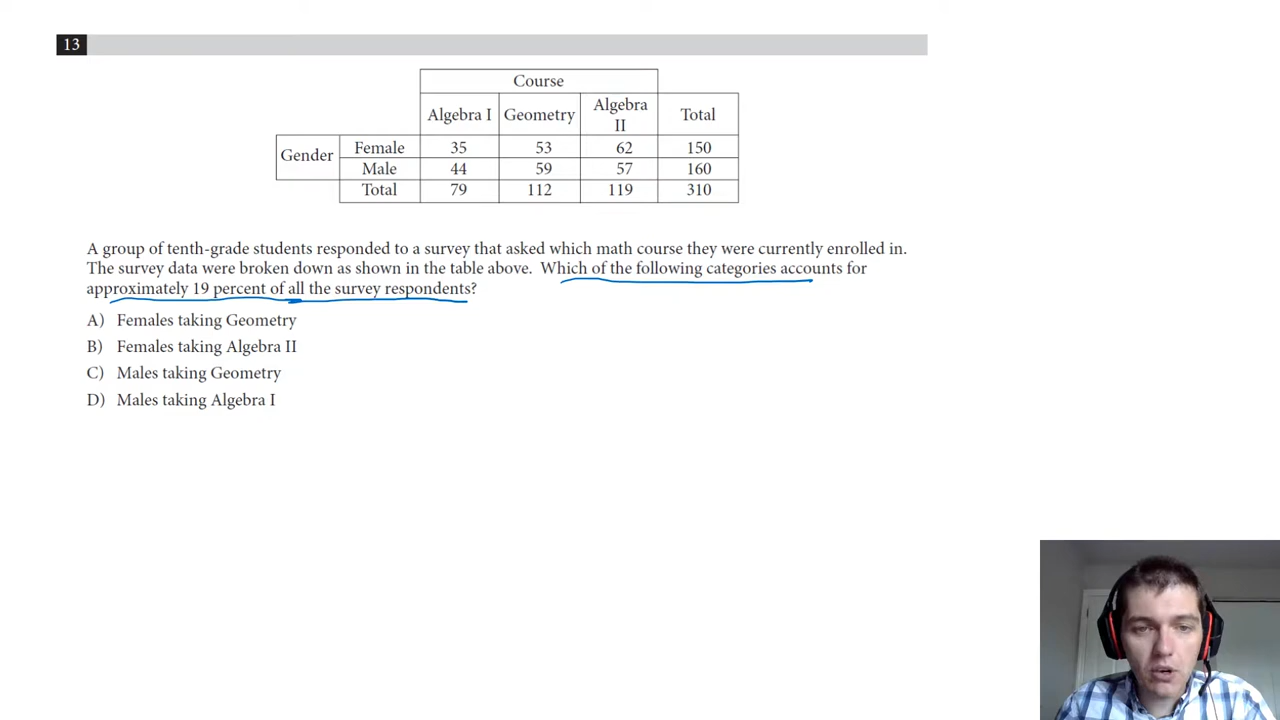 13
Course
Algebra I Geometry Algebra II Total
Gender Female 35 53 62 150
Male 44 59 57 160
Total 79 112 119 310
A group of tenth-grade students responded to a survey that asked which math course they were currently enrolled in.
The survey data were broken down as shown in the table above. Which of the following categories accounts for
approximately 19 percent of all the survey respondents?
A) Females taking Geometry
B) Females taking Algebra II
C) Males taking Geometry
D) Males taking Algebra I